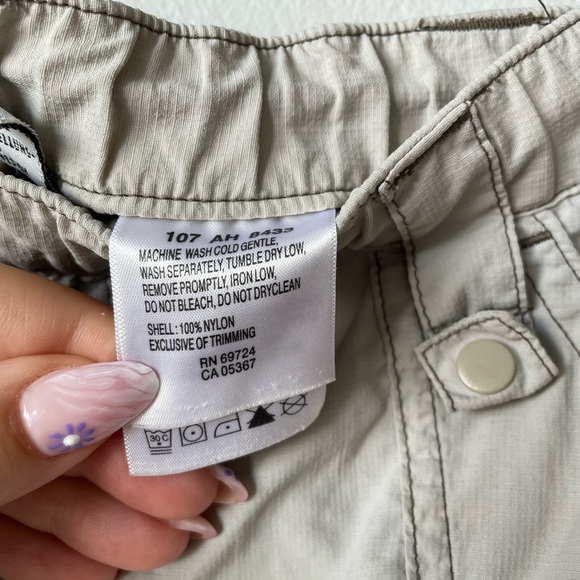 107 AH 8433
MACHINE WASH COLD GENTLE,
WASH SEPARATELY, TUMBLE DRY LOW,
REMOVE PROMPTLY, IRON LOW,
DO NOT BLEACH, DO NOT DRYCLEAN
SHELL: 100% NYLON
EXCLUSIVE OF TRIMMING
RN 69724
CA 05367
30 C